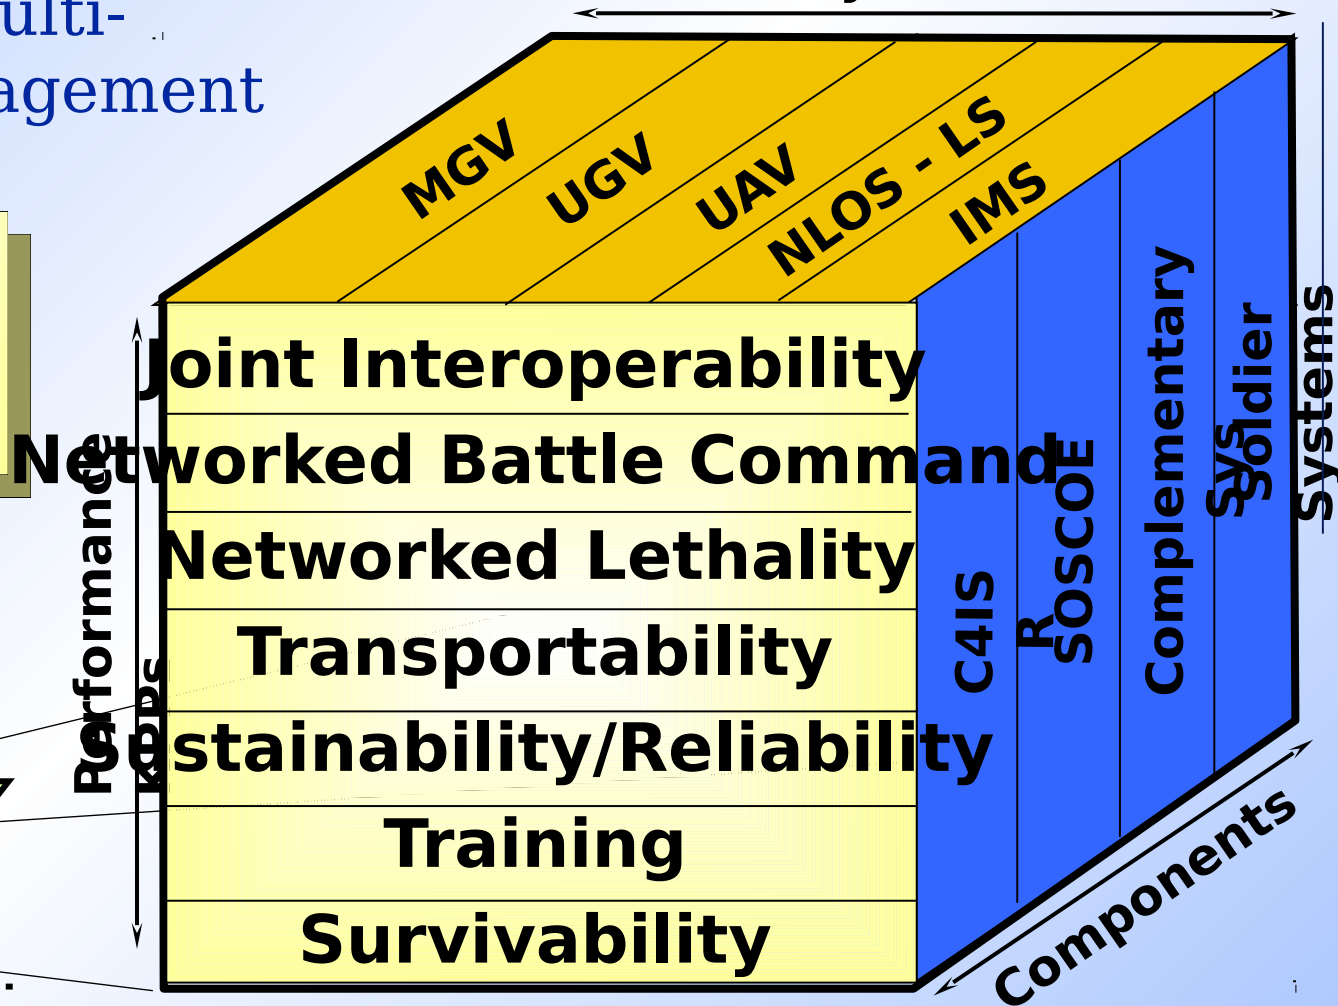 ulti-
agement
MGV
UGV
UAV
NLOS - LS
IMS
Joint Interoperability
Networked Battle Command
Networked Lethality
Transportability
Sustainability/Reliability
Training
Survivability
Performance
KPPs
C4IS
R
SOSCOE
Complementary
Sys
Soldier
Systems
Components